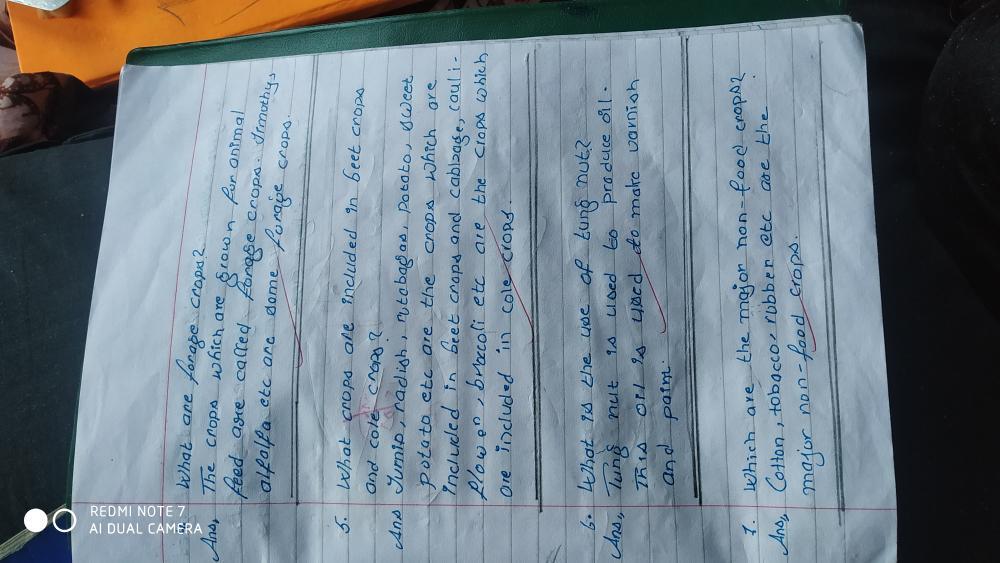 What are forage crops?
Ans, The crops which are grown for animal
feed are called forage crops. Timothys
alfalfa etc are some forage crops.
5. What crops are included in beet crops
and cole crops?
Ans Turnip, radish, rutabagas, potato, sweet
potato etc are the crops which are
included in beet crops and cabbage, cauli-
flower, broccoli etc are the crops which
are included in cole crops.
6. What is the use of tung nut?
Ans, Tung nut is used to produce oil.
This oil is used to make varnish
and paint.
7. Which are the major non-food crops?
Ans, Cotton, tobacco, rubber etc are the
major non-food crops.
REDMI NOTE 7
AI DUAL CAMERA